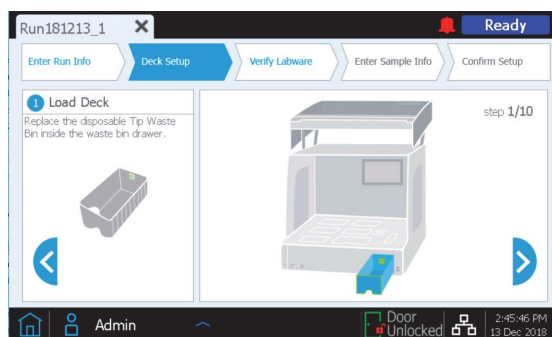 Run181213_1
Ready
Enter Run Info
Deck Setup
Verify Labware
Enter Sample Info
Confirm Setup
1 Load Deck
Replace the disposable Tip Waste
Bin inside the waste bin drawer.
step 1/10
Admin
Door
Unlocked
2:45:46 PM
13 Dec 2018